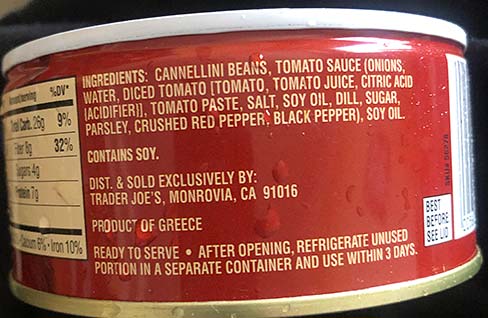 INGREDIENTS: CANNELLINI BEANS, TOMATO SAUCE (ONIONS,
WATER, DICED TOMATO [TOMATO, TOMATO JUICE, CITRIC ACID
(ACIDIFIER)], TOMATO PASTE, SALT, SOY OIL, DILL, SUGAR,
PARSLEY, CRUSHED RED PEPPER, BLACK PEPPER), SOY OIL.
CONTAINS SOY.
DIST. & SOLD EXCLUSIVELY BY:
TRADER JOE'S, MONROVIA, CA 91016
PRODUCT OF GREECE
READY TO SERVE • AFTER OPENING, REFRIGERATE UNUSED
PORTION IN A SEPARATE CONTAINER AND USE WITHIN 3 DAYS.
%DV*
Carb. 26g 9%
Fiber 8g 32%
Sugars 4g
Protein 7g
Calcium 6% • Iron 10%
BEST
BEFORE
SEE LID